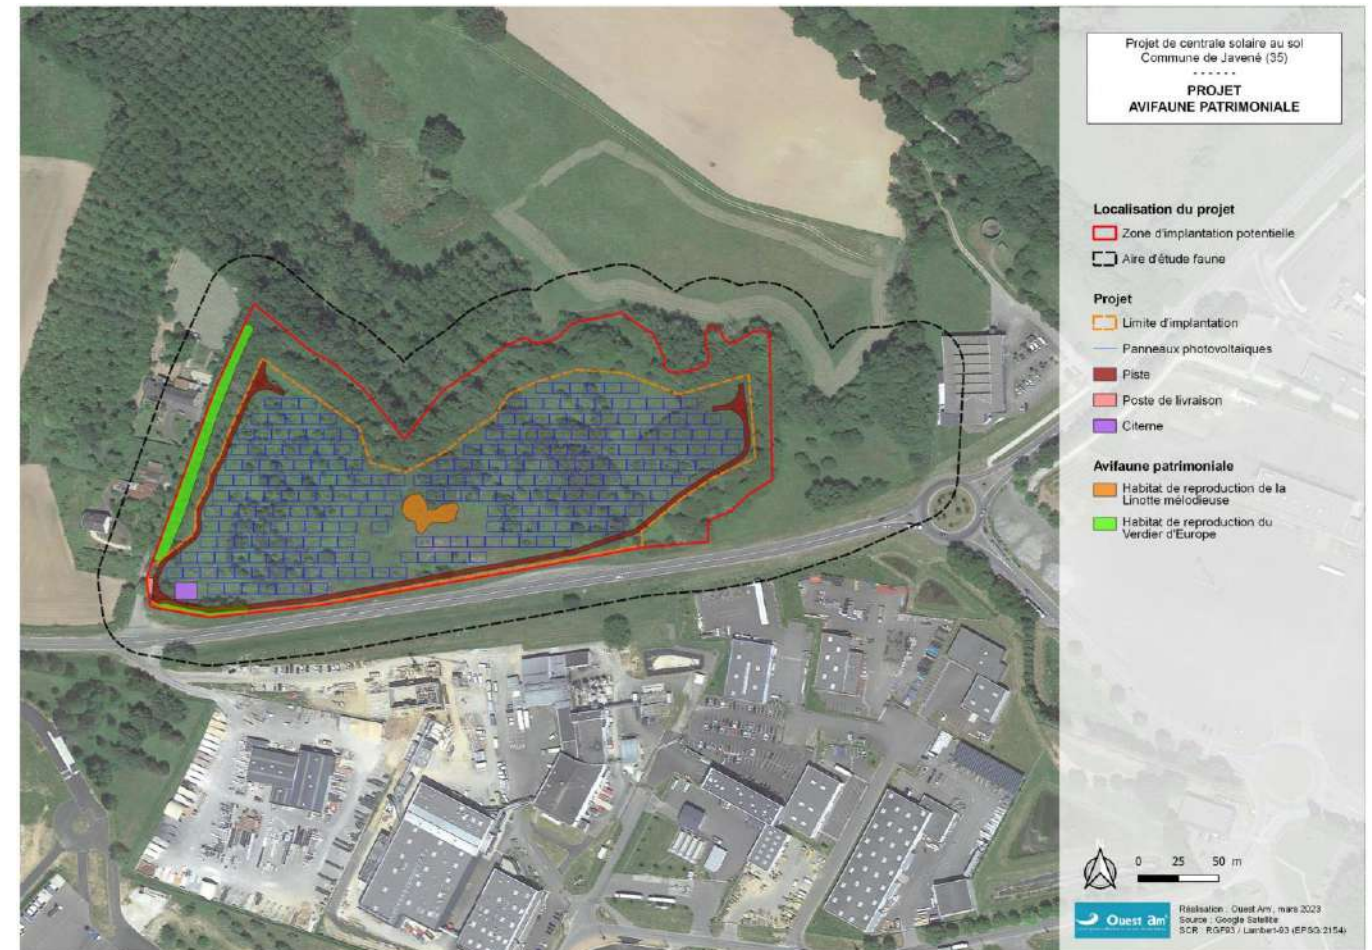 Projet de centrale solaire au sol
Commune de Javené (35)
------
PROJET
AVIFAUNE PATRIMONIALE
Localisation du projet
Zone d'implantation potentielle
Aire d'étude faune
Projet
Limite d'implantation
Panneaux photovoltaïques
Piste
Poste de livraison
Citerne
Avifaune patrimoniale
Habitat de reproduction de la
Linotte mélodieuse
Habitat de reproduction du
Verdier d'Europe
0 25 50 m
Ouest am'
Réalisation : Ouest Am', mars 2023
Source : Google Satellite
SCR : RGF93 / Lambert-93 (EPSG:2154)